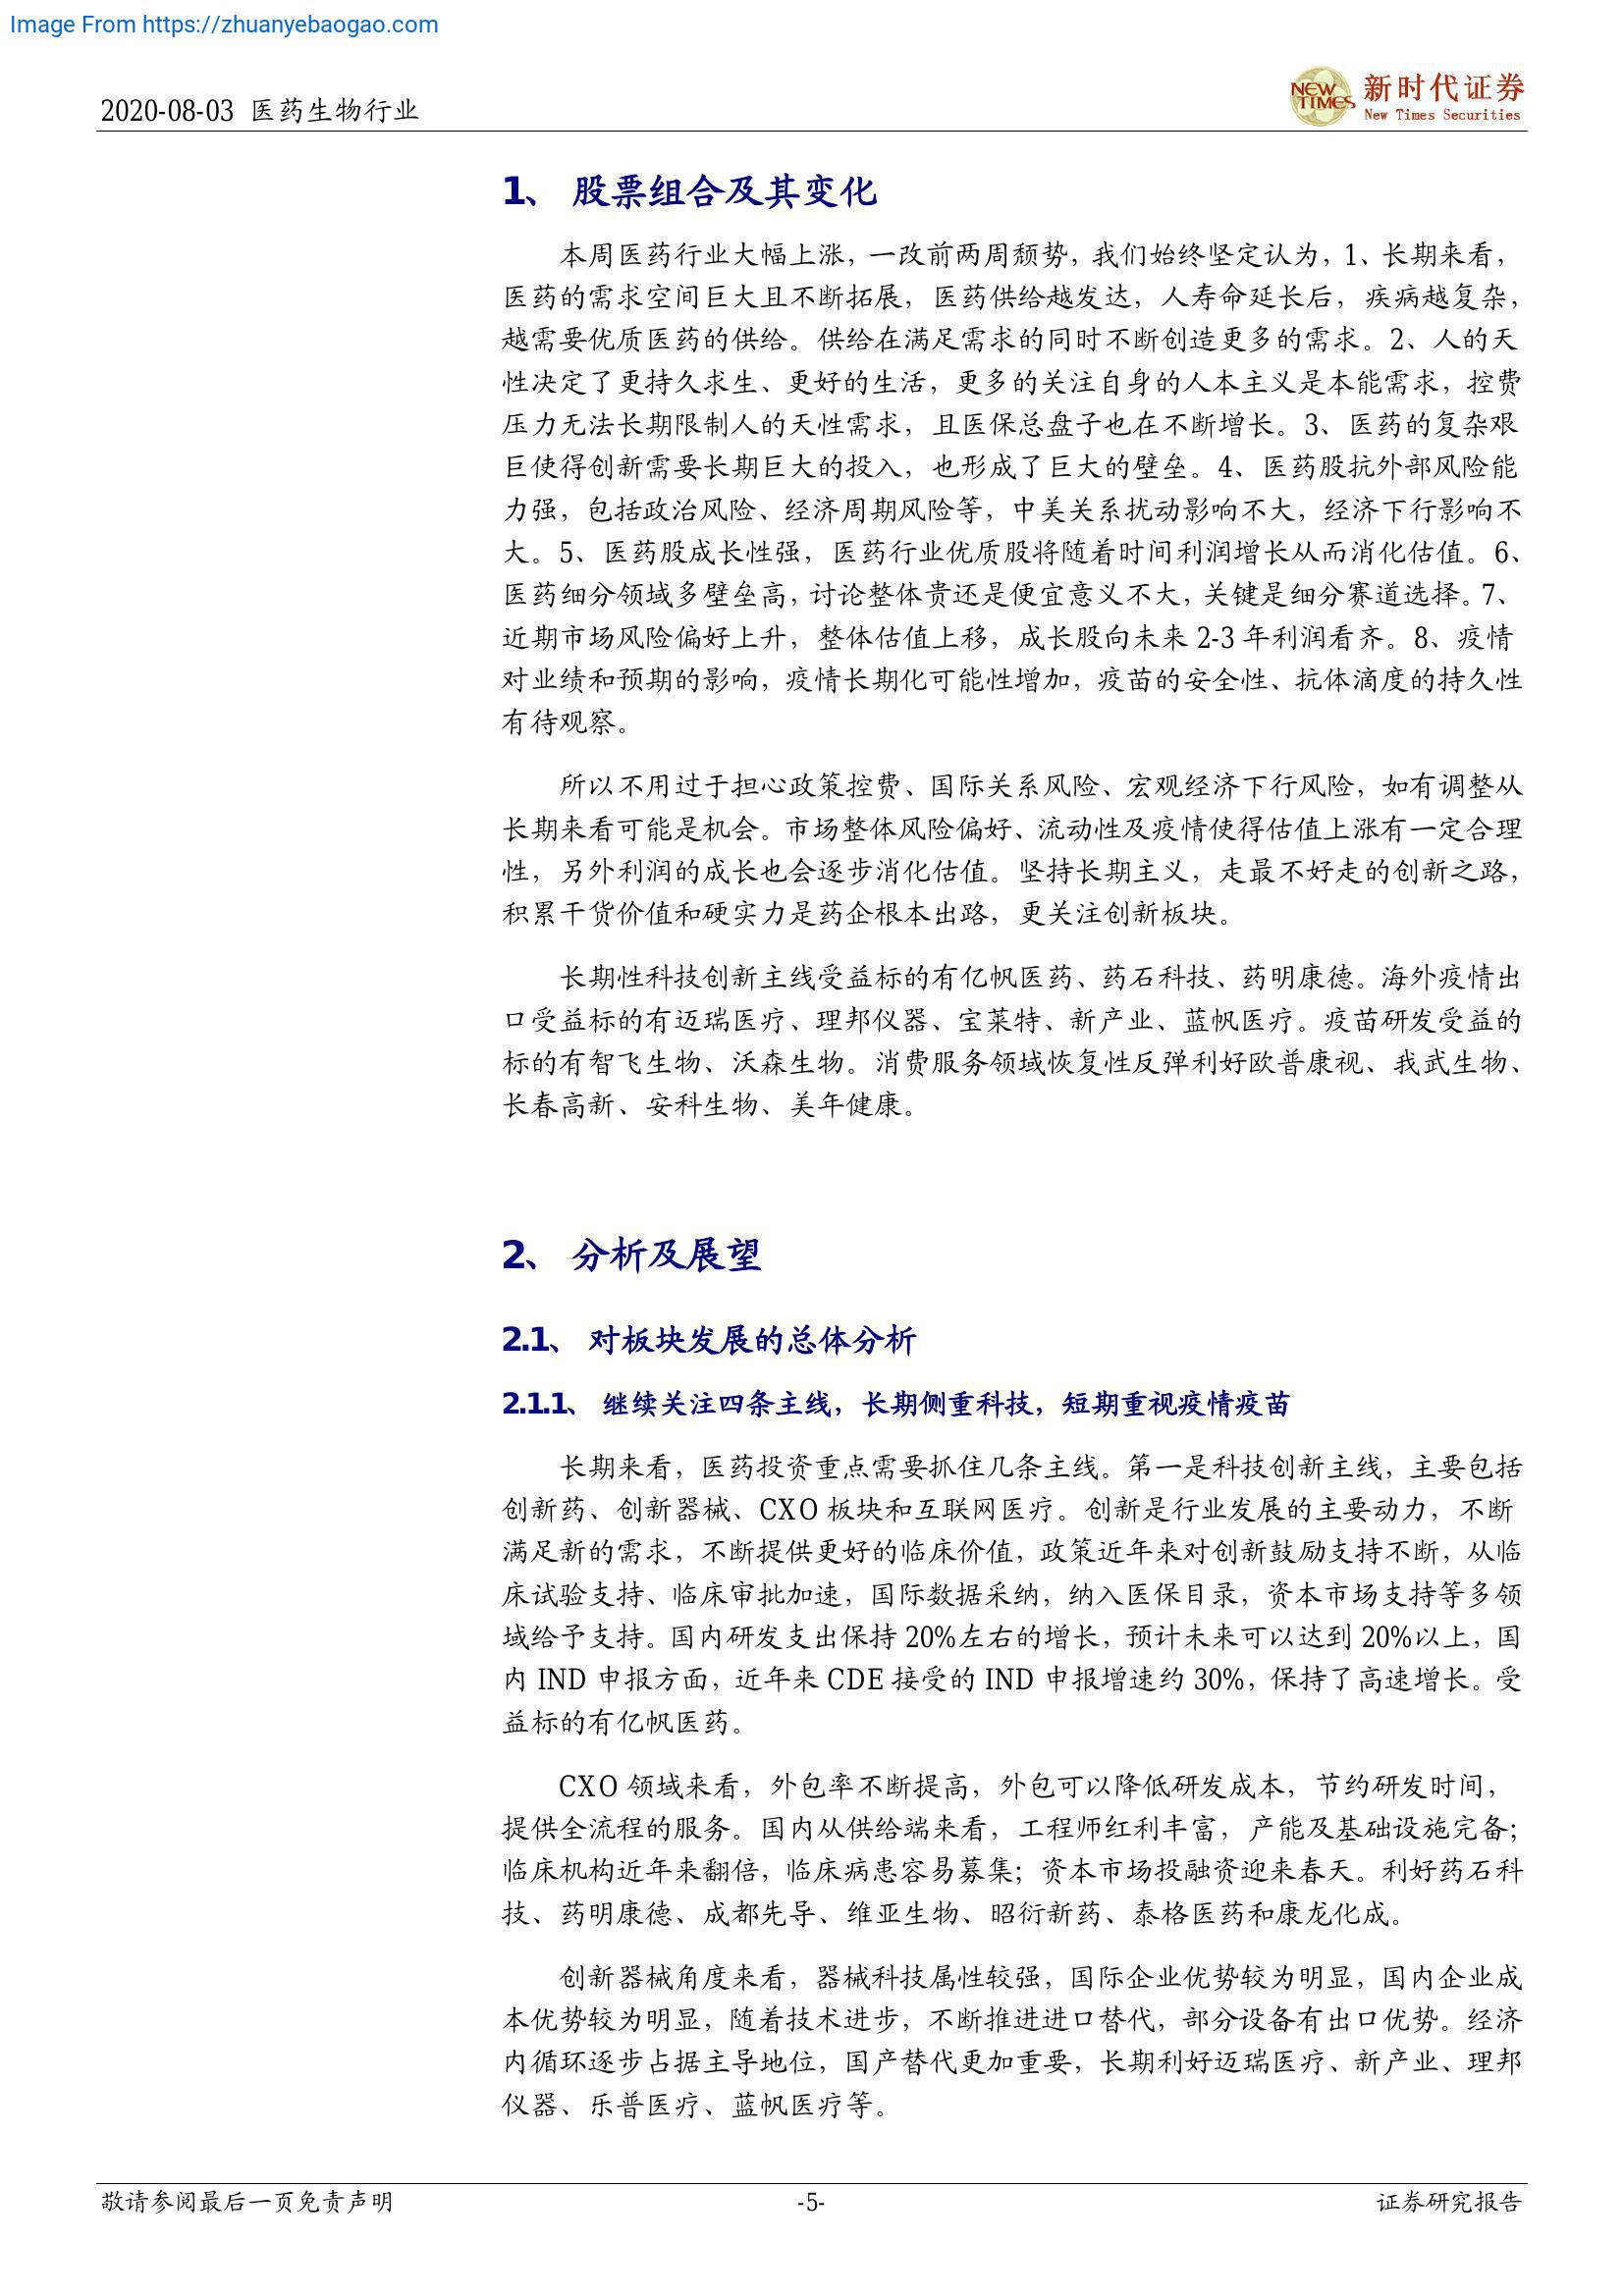 Image From https://zhuanyebaogao.com
2020-08-03 医药生物行业
NEW TIMES 新时代证券
New Times Securities
1、 股票组合及其变化
本周医药行业大幅上涨，一改前两周颓势，我们始终坚定认为，1、长期来看，
医药的需求空间巨大且不断拓展，医药供给越发达，人寿命延长后，疾病越复杂，
越需要优质医药的供给。供给在满足需求的同时不断创造更多的需求。2、人的天
性决定了更持久求生、更好的生活，更多的关注自身的人本主义是本能需求，控费
压力无法长期限制人的天性需求，且医保总盘子也在不断增长。3、医药的复杂艰
巨使得创新需要长期巨大的投入，也形成了巨大的壁垒。4、医药股抗外部风险能
力强，包括政治风险、经济周期风险等，中美关系扰动影响不大，经济下行影响不
大。5、医药股成长性强，医药行业优质股将随着时间利润增长从而消化估值。6、
医药细分领域多壁垒高，讨论整体贵还是便宜意义不大，关键是细分赛道选择。7、
近期市场风险偏好上升，整体估值上移，成长股向未来 2-3 年利润看齐。8、疫情
对业绩和预期的影响，疫情长期化可能性增加，疫苗的安全性、抗体滴度的持久性
有待观察。
所以不用过于担心政策控费、国际关系风险、宏观经济下行风险，如有调整从
长期来看可能是机会。市场整体风险偏好、流动性及疫情使得估值上涨有一定合理
性，另外利润的成长也会逐步消化估值。坚持长期主义，走最不好走的创新之路，
积累干货价值和硬实力是药企根本出路，更关注创新板块。
长期性科技创新主线受益标的有亿帆医药、药石科技、药明康德。海外疫情出
口受益标的有迈瑞医疗、理邦仪器、宝莱特、新产业、蓝帆医疗。疫苗研发受益的
标的有智飞生物、沃森生物。消费服务领域恢复性反弹利好欧普康视、我武生物、
长春高新、安科生物、美年健康。
2、 分析及展望
2.1、 对板块发展的总体分析
2.1.1、 继续关注四条主线，长期侧重科技，短期重视疫情疫苗
长期来看，医药投资重点需要抓住几条主线。第一是科技创新主线，主要包括
创新药、创新器械、CXO 板块和互联网医疗。创新是行业发展的主要动力，不断
满足新的需求，不断提供更好的临床价值，政策近年来对创新鼓励支持不断，从临
床试验支持、临床审批加速，国际数据采纳，纳入医保目录，资本市场支持等多领
域给予支持。国内研发支出保持 20%左右的增长，预计未来可以达到 20%以上，国
内 IND 申报方面，近年来 CDE 接受的 IND 申报增速约 30%，保持了高速增长。受
益标的有亿帆医药。
CXO 领域来看，外包率不断提高，外包可以降低研发成本，节约研发时间，
提供全流程的服务。国内从供给端来看，工程师红利丰富，产能及基础设施完备；
临床机构近年来翻倍，临床病患容易募集；资本市场投融资迎来春天。利好药石科
技、药明康德、成都先导、维亚生物、昭衍新药、泰格医药和康龙化成。
创新器械角度来看，器械科技属性较强，国际企业优势较为明显，国内企业成
本优势较为明显，随着技术进步，不断推进进口替代，部分设备有出口优势。经济
内循环逐步占据主导地位，国产替代更加重要，长期利好迈瑞医疗、新产业、理邦
仪器、乐普医疗、蓝帆医疗等。
敬请参阅最后一页免责声明 -5- 证券研究报告